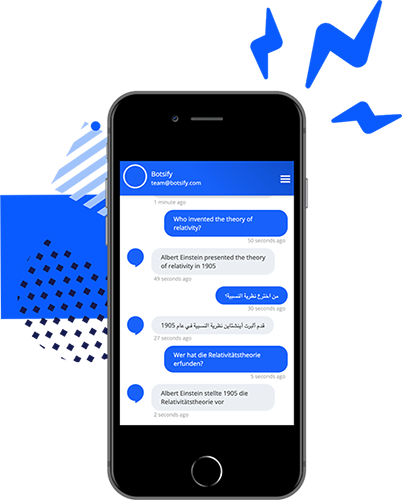 Botsify
team@botsify.com
1 minute ago
Who invented the theory of
relativity?
50 seconds ago
Albert Einstein presented the theory
of relativity in 1905
49 seconds ago
من اخترع نظرية النسبية؟
30 seconds ago
قدم ألبرت أينشتاين نظرية النسبية في عام 1905
27 seconds ago
Wer hat die Relativitätstheorie
erfunden?
5 seconds ago
Albert Einstein stellte 1905 die
Relativitätstheorie vor
2 seconds ago